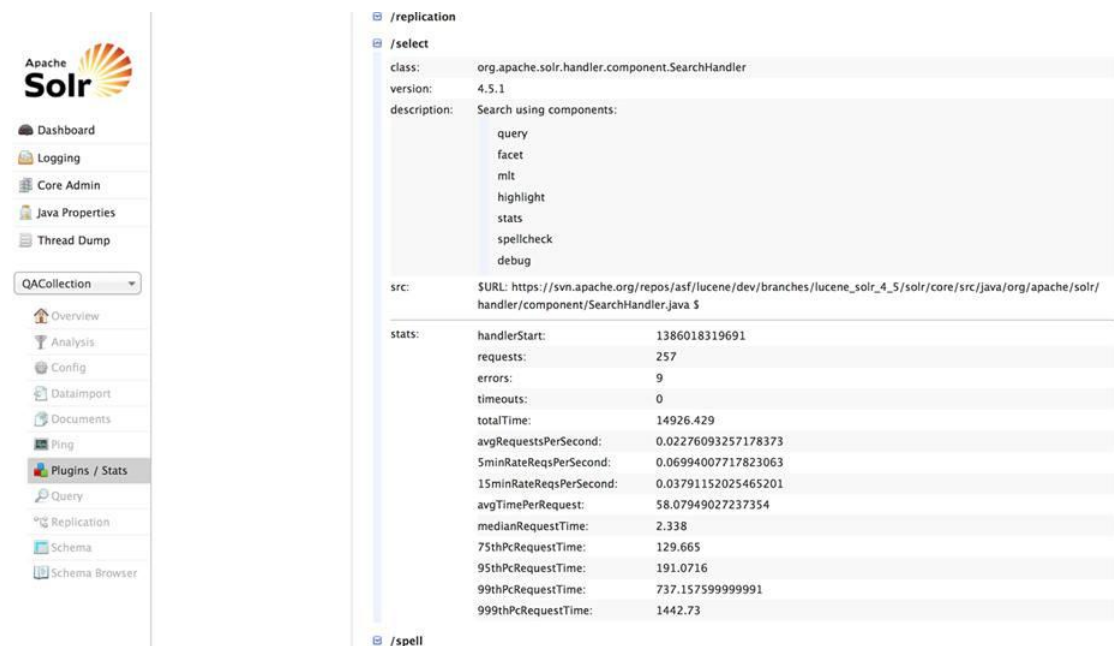 Apache
Solr
Dashboard
Logging
Core Admin
Java Properties
Thread Dump
QACollection
Overview
Analysis
Config
Dataimport
Documents
Ping
Plugins / Stats
Query
Replication
Schema
Schema Browser
/replication
/select
class: org.apache.solr.handler.component.SearchHandler
version: 4.5.1
description: Search using components:
query
facet
mlt
highlight
stats
spellcheck
debug
src: $URL: https://svn.apache.org/repos/asf/lucene/dev/branches/lucene_solr_4_5/solr/core/src/java/org/apache/solr/
handler/component/SearchHandler.java $
stats: handlerStart: 1386018319691
requests: 257
errors: 9
timeouts: 0
totalTime: 14926.429
avgRequestsPerSecond: 0.02276093257178373
5minRateReqsPerSecond: 0.06994007717823063
15minRateReqsPerSecond: 0.03791152025465201
avgTimePerRequest: 58.07949027237354
medianRequestTime: 2.338
75thPcRequestTime: 129.665
95thPcRequestTime: 191.0716
99thPcRequestTime: 737.157599999991
999thPcRequestTime: 1442.73
/spell